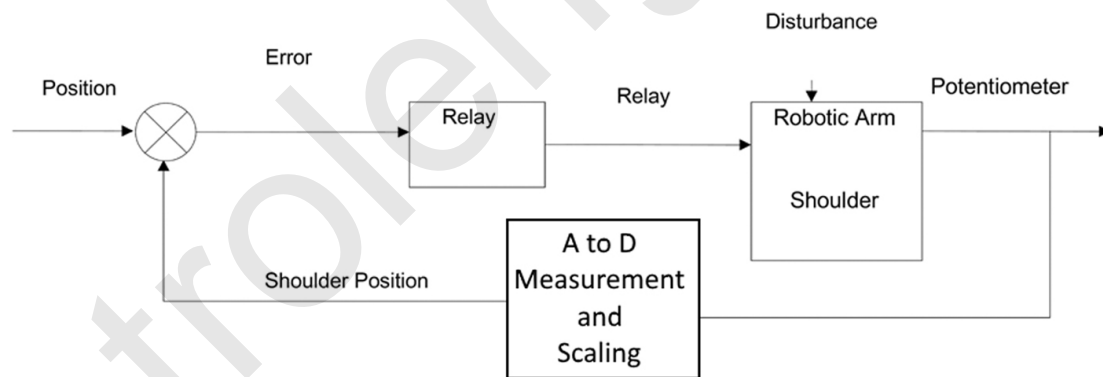 Disturbance
Error
Position
Relay
Potentiometer
Relay
Robotic Arm
Shoulder
A to D
Measurement
and
Scaling
Shoulder Position